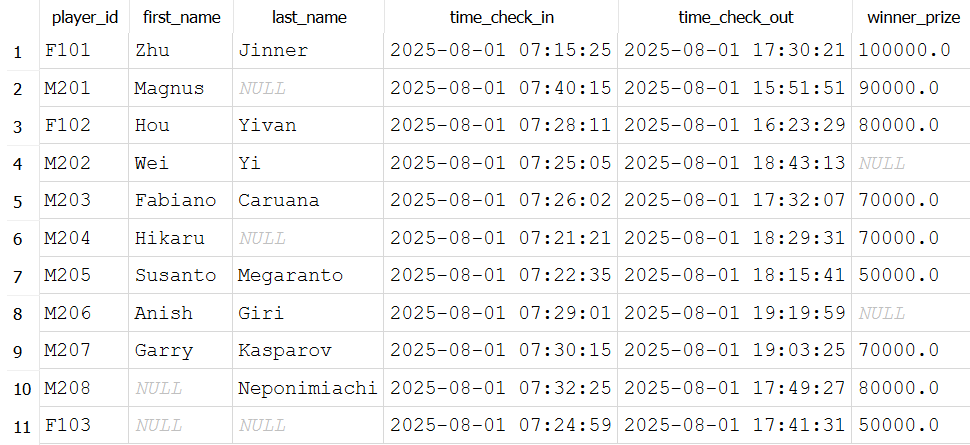 player_id first_name last_name time_check_in time_check_out winner_prize
1 F101 Zhu Jinner 2025-08-01 07:15:25 2025-08-01 17:30:21 100000.0
2 M201 Magnus NULL 2025-08-01 07:40:15 2025-08-01 15:51:51 90000.0
3 F102 Hou Yivan 2025-08-01 07:28:11 2025-08-01 16:23:29 80000.0
4 M202 Wei Yi 2025-08-01 07:25:05 2025-08-01 18:43:13 NULL
5 M203 Fabiano Caruana 2025-08-01 07:26:02 2025-08-01 17:32:07 70000.0
6 M204 Hikaru NULL 2025-08-01 07:21:21 2025-08-01 18:29:31 70000.0
7 M205 Susanto Megaranto 2025-08-01 07:22:35 2025-08-01 18:15:41 50000.0
8 M206 Anish Giri 2025-08-01 07:29:01 2025-08-01 19:19:59 NULL
9 M207 Garry Kasparov 2025-08-01 07:30:15 2025-08-01 19:03:25 70000.0
10 M208 NULL Neponimiachi 2025-08-01 07:32:25 2025-08-01 17:49:27 80000.0
11 F103 NULL NULL 2025-08-01 07:24:59 2025-08-01 17:41:31 50000.0